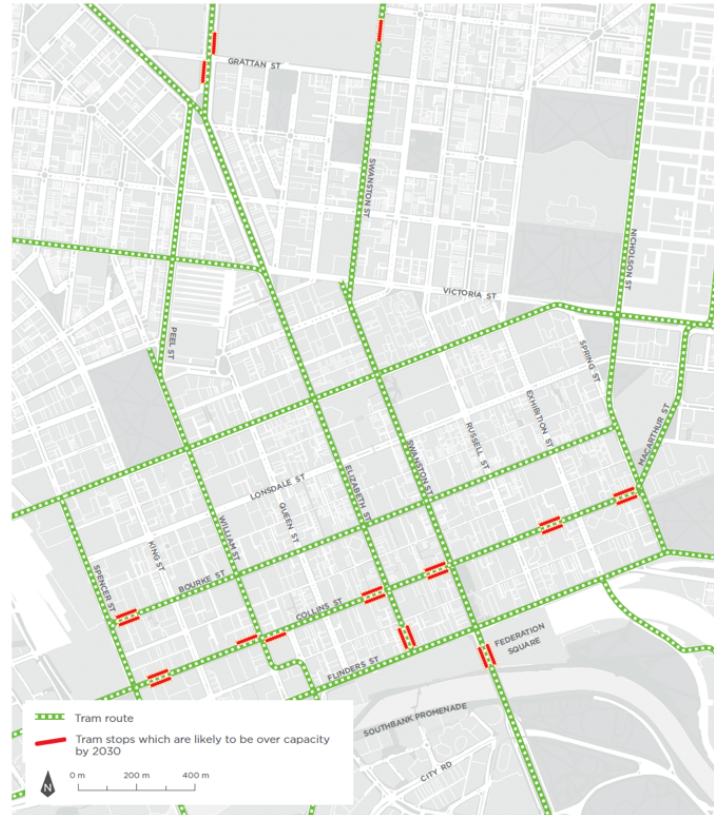 GRATTAN ST
SWANSTON ST
NICHOLSON ST
VICTORIA ST
PEEL ST
SPRING ST
MACARTHUR ST
EXHIBITION ST
RUSSELL ST
SWANSTON ST
ELIZABETH ST
LONSDALE ST
QUEEN ST
WILLIAM ST
KING ST
SPENCER ST
BOURKE ST
COLLINS ST
FLINDERS ST
FEDERATION
SQUARE
SOUTHBANK PROMENADE
CITY RD
Tram route
Tram stops which are likely to be over capacity
by 2030
N
0 m 200 m 400 m